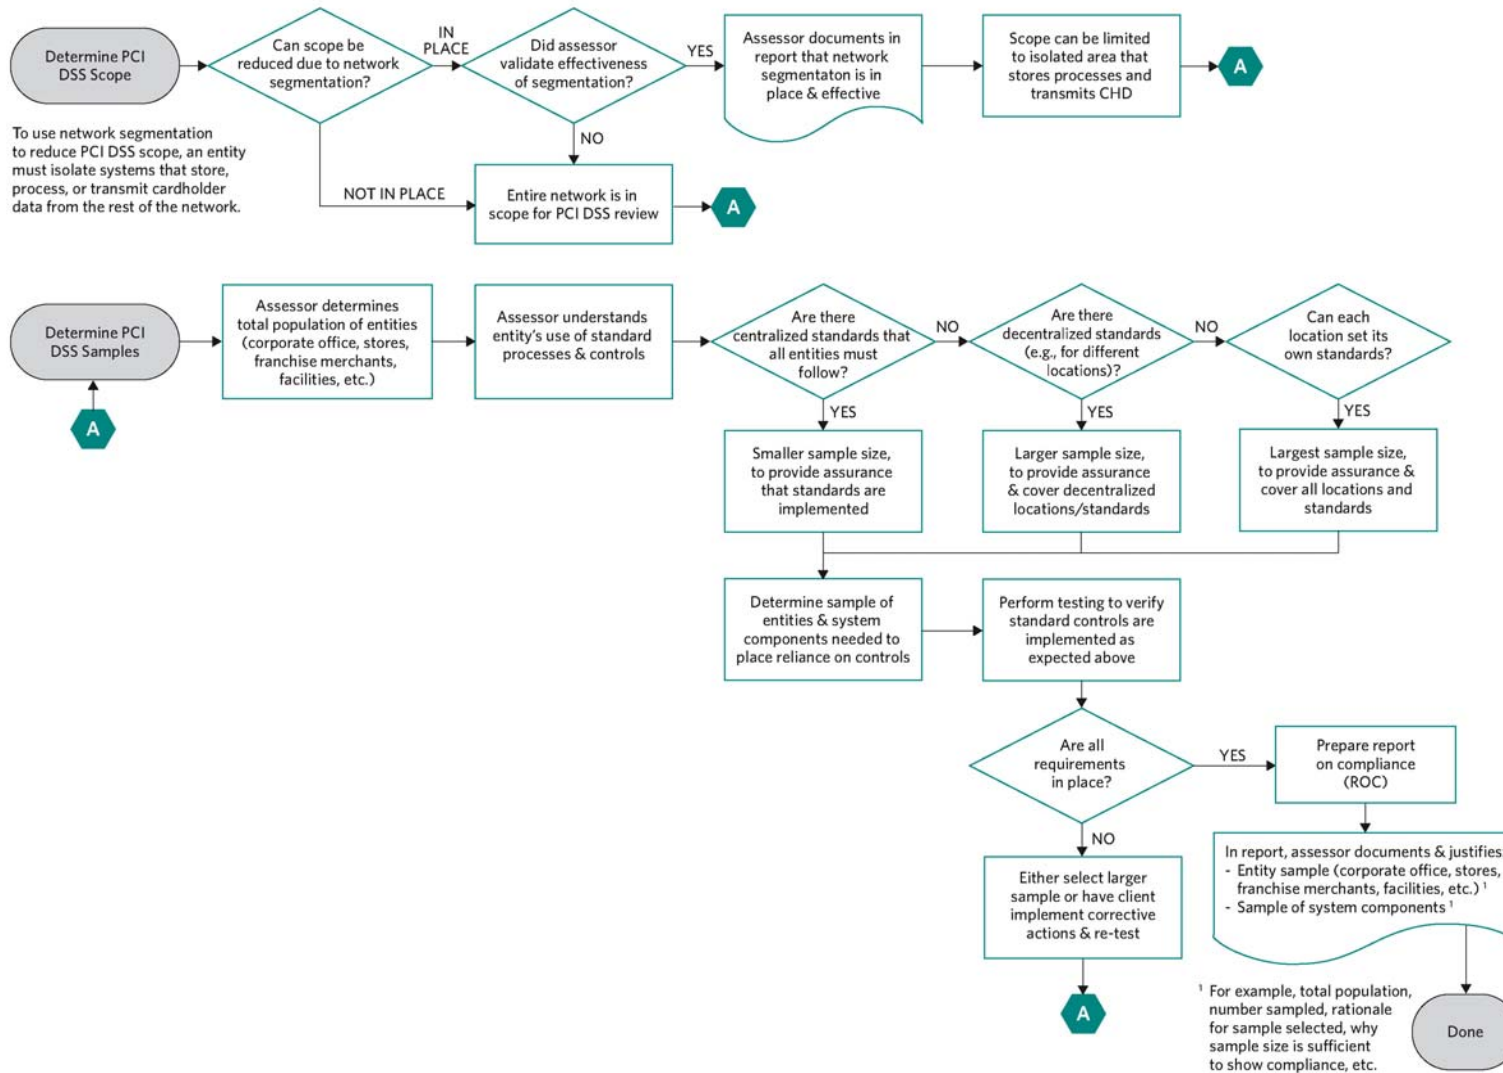 Determine PCI
DSS Scope
Can scope be
reduced due to network
segmentation?
IN
PLACE
Did assessor
validate effectiveness
of segmentation?
YES
Assessor documents in
report that network
segmentaton is in
place & effective
Scope can be limited
to isolated area that
stores processes and
transmits CHD
A
To use network segmentation
to reduce PCI DSS scope, an entity
must isolate systems that store,
process, or transmit cardholder
data from the rest of the network.
NO
NOT IN PLACE
Entire network is in
scope for PCI DSS review
A
Determine PCI
DSS Samples
A
Assessor determines
total population of entities
(corporate office, stores,
franchise merchants,
facilities, etc.)
Assessor understands
entity's use of standard
processes & controls
Are there
centralized standards that
all entities must
follow?
NO
Are there
decentralized standards
(e.g., for different
locations)?
NO
Can each
location set its
own standards?
YES
YES
YES
Smaller sample size,
to provide assurance
that standards are
implemented
Larger sample size,
to provide assurance
& cover decentralized
locations/standards
Largest sample size,
to provide assurance &
cover all locations and
standards
Determine sample of
entities & system
components needed to
place reliance on controls
Perform testing to verify
standard controls are
implemented as
expected above
Are all
requirements
in place?
YES
Prepare report
on compliance
(ROC)
NO
Either select larger
sample or have client
implement corrective
actions & re-test
A
In report, assessor documents & justifies
- Entity sample (corporate office, stores,
franchise merchants, facilities, etc.) ¹
- Sample of system components ¹
¹ For example, total population,
number sampled, rationale
for sample selected, why
sample size is sufficient
to show compliance, etc.
Done